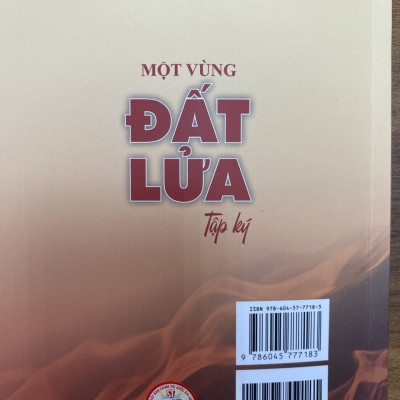 MỘT VÙNG
ĐẤT
LỬA
Tập ký
ISBN 978-604-57-7718-3
9 786045 777183